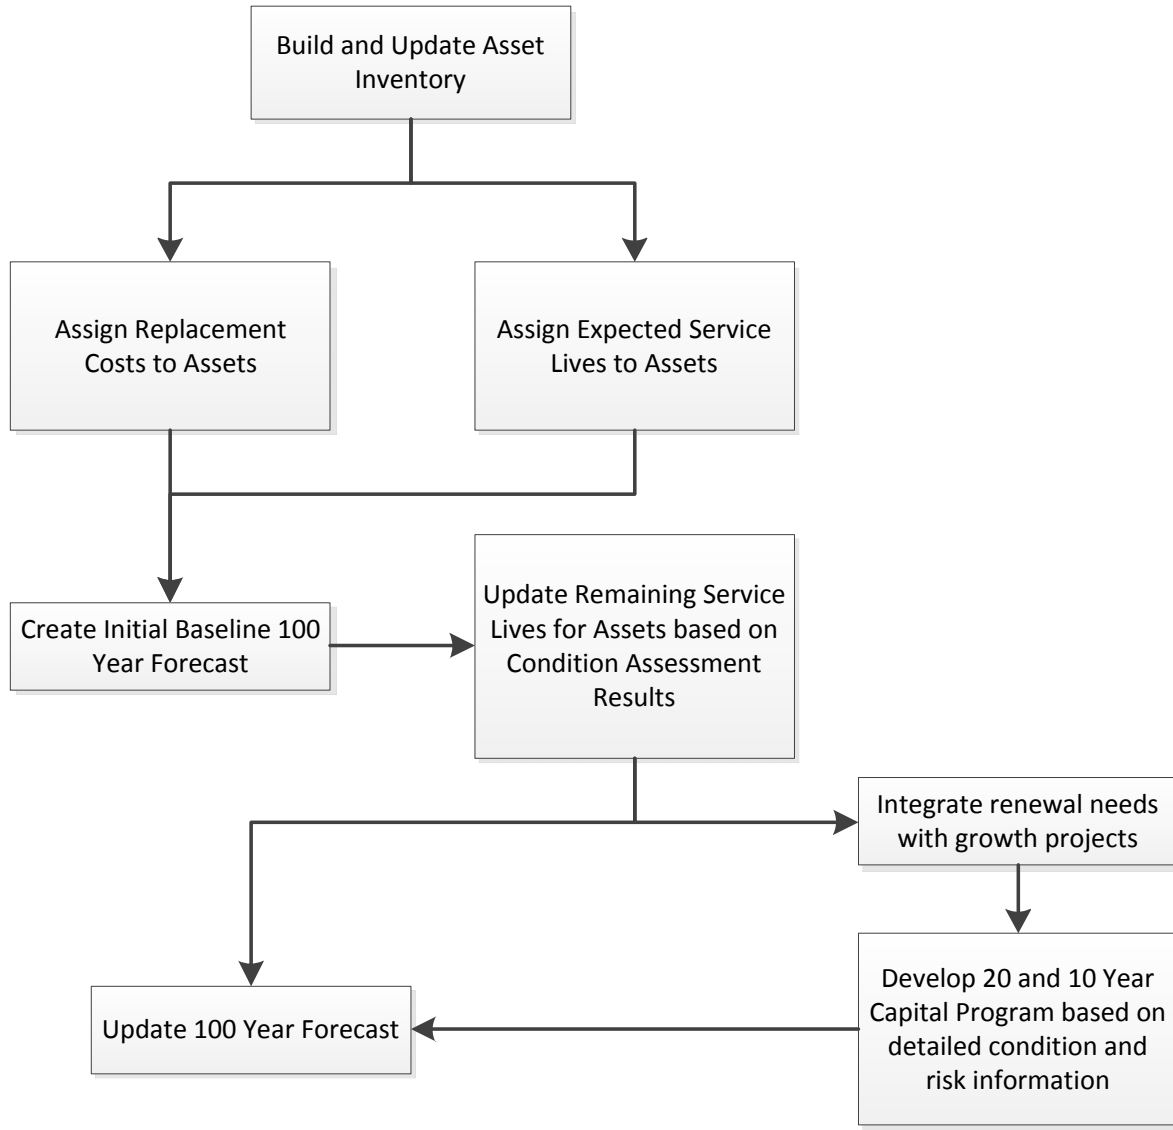 Build and Update Asset
Inventory
Assign Replacement
Costs to Assets
Assign Expected Service
Lives to Assets
Create Initial Baseline 100
Year Forecast
Update Remaining Service
Lives for Assets based on
Condition Assessment
Results
Integrate renewal needs
with growth projects
Develop 20 and 10 Year
Capital Program based on
detailed condition and
risk information
Update 100 Year Forecast